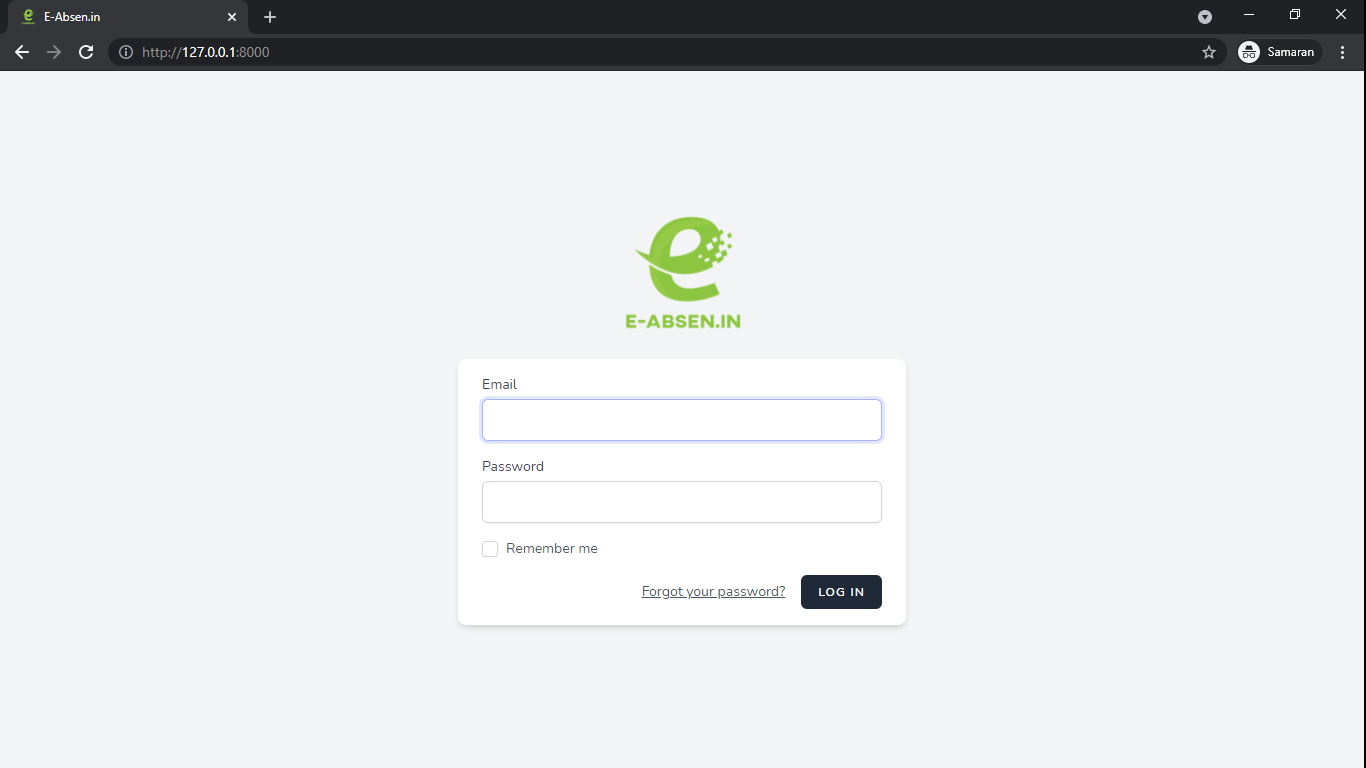 E-Absen.in
http://127.0.0.1:8000
Samaran
E-ABSEN.IN
Email
Password
Remember me
Forgot your password?
LOG IN